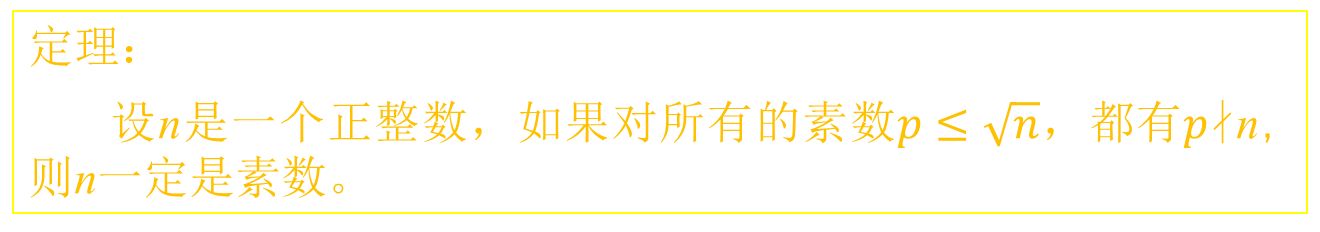 定理：
设n是一个正整数，如果对所有的素数p ≤ √n，都有p∤n,
则n一定是素数。